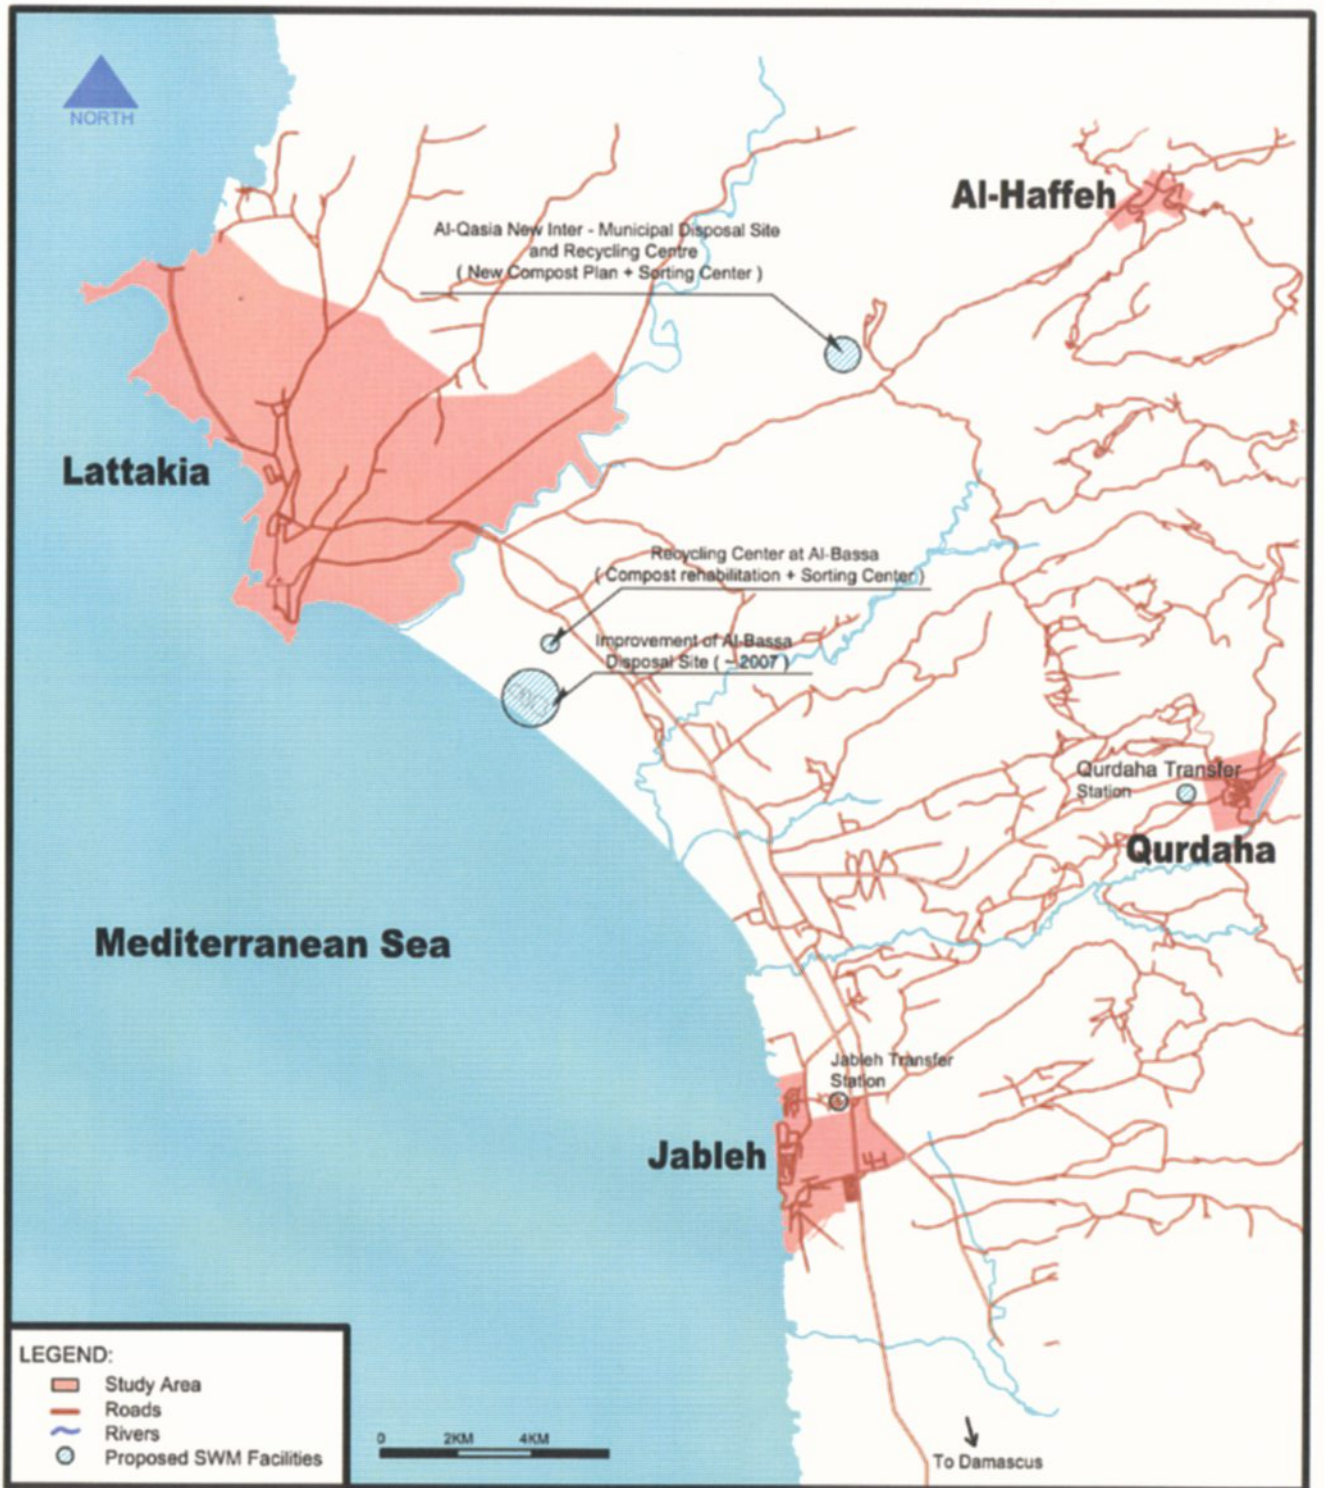 NORTH
Al-Haffeh
Al-Qasia New Inter - Municipal Disposal Site
and Recycling Centre
( New Compost Plan + Sorting Center )
Lattakia
Recycling Center at Al-Bassa
( Compost rehabilitation + Sorting Center )
Improvement of Al-Bassa
Disposal Site ( ~ 2007 )
Qurdaha Transfer
Station
Qurdaha
Mediterranean Sea
Jableh Transfer
Station
Jableh
LEGEND:
Study Area
Roads
Rivers
Proposed SWM Facilities
0 2KM 4KM
To Damascus